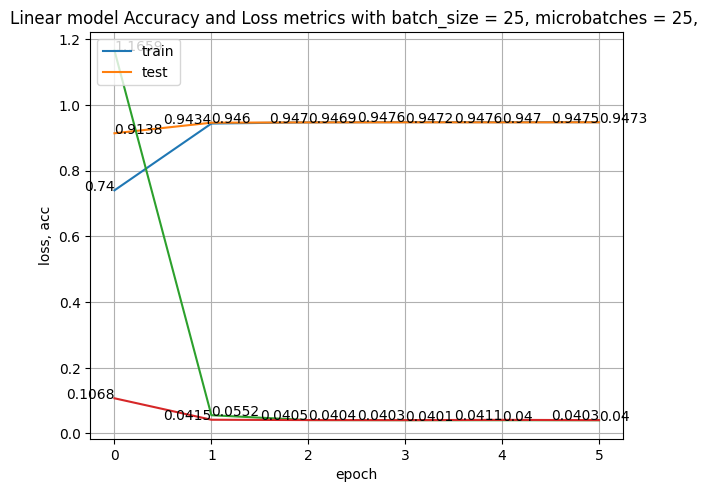 Linear model Accuracy and Loss metrics with batch_size = 25, microbatches = 25,
1.2
1.1659
train
test
1.0
0.9138
0.9434 0.946 0.947 0.9469 0.9476 0.9472 0.9476 0.947 0.9475 0.9473
0.8
0.74
loss, acc
0.6
0.4
0.2
0.1068
0.0415 0.0552 0.0405 0.0404 0.0403 0.0401 0.0411 0.04 0.0403 0.04
0.0
0 1 2 3 4 5
epoch